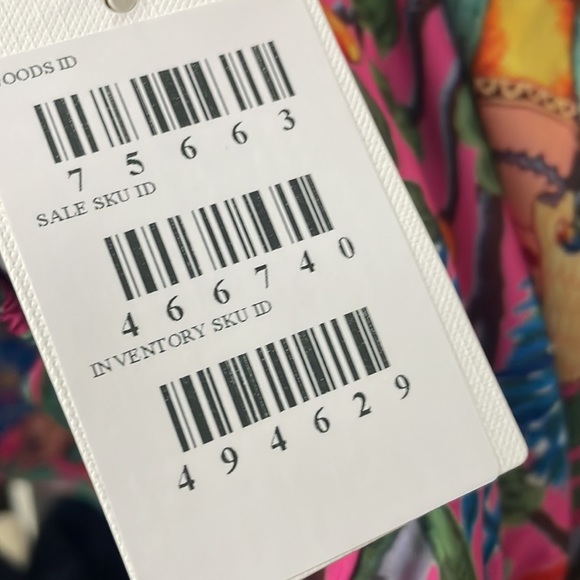 OODS ID
7 5 6 6 3
SALE SKU ID
4 6 6 7 4 0
INVENTORY SKU ID
4 9 4 6 2 9